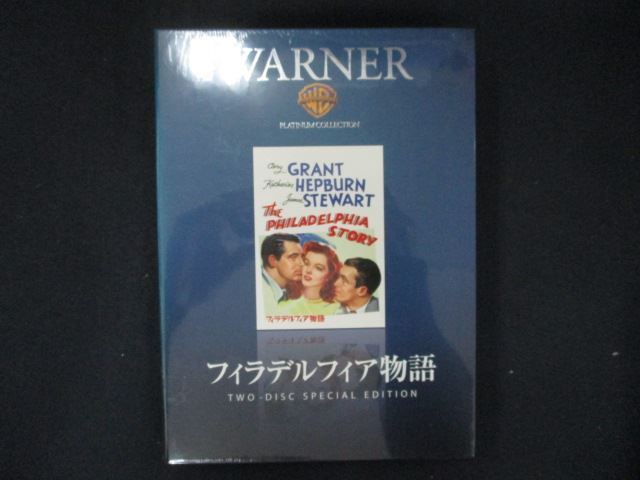 WARNER
WB
PLATINUM COLLECTION
Cary GRANT
Katharine HEPBURN
James STEWART
THE
PHILADELPHIA
STORY
フィラデルフィア物語
フィラデルフィア物語
TWO-DISC SPECIAL EDITION